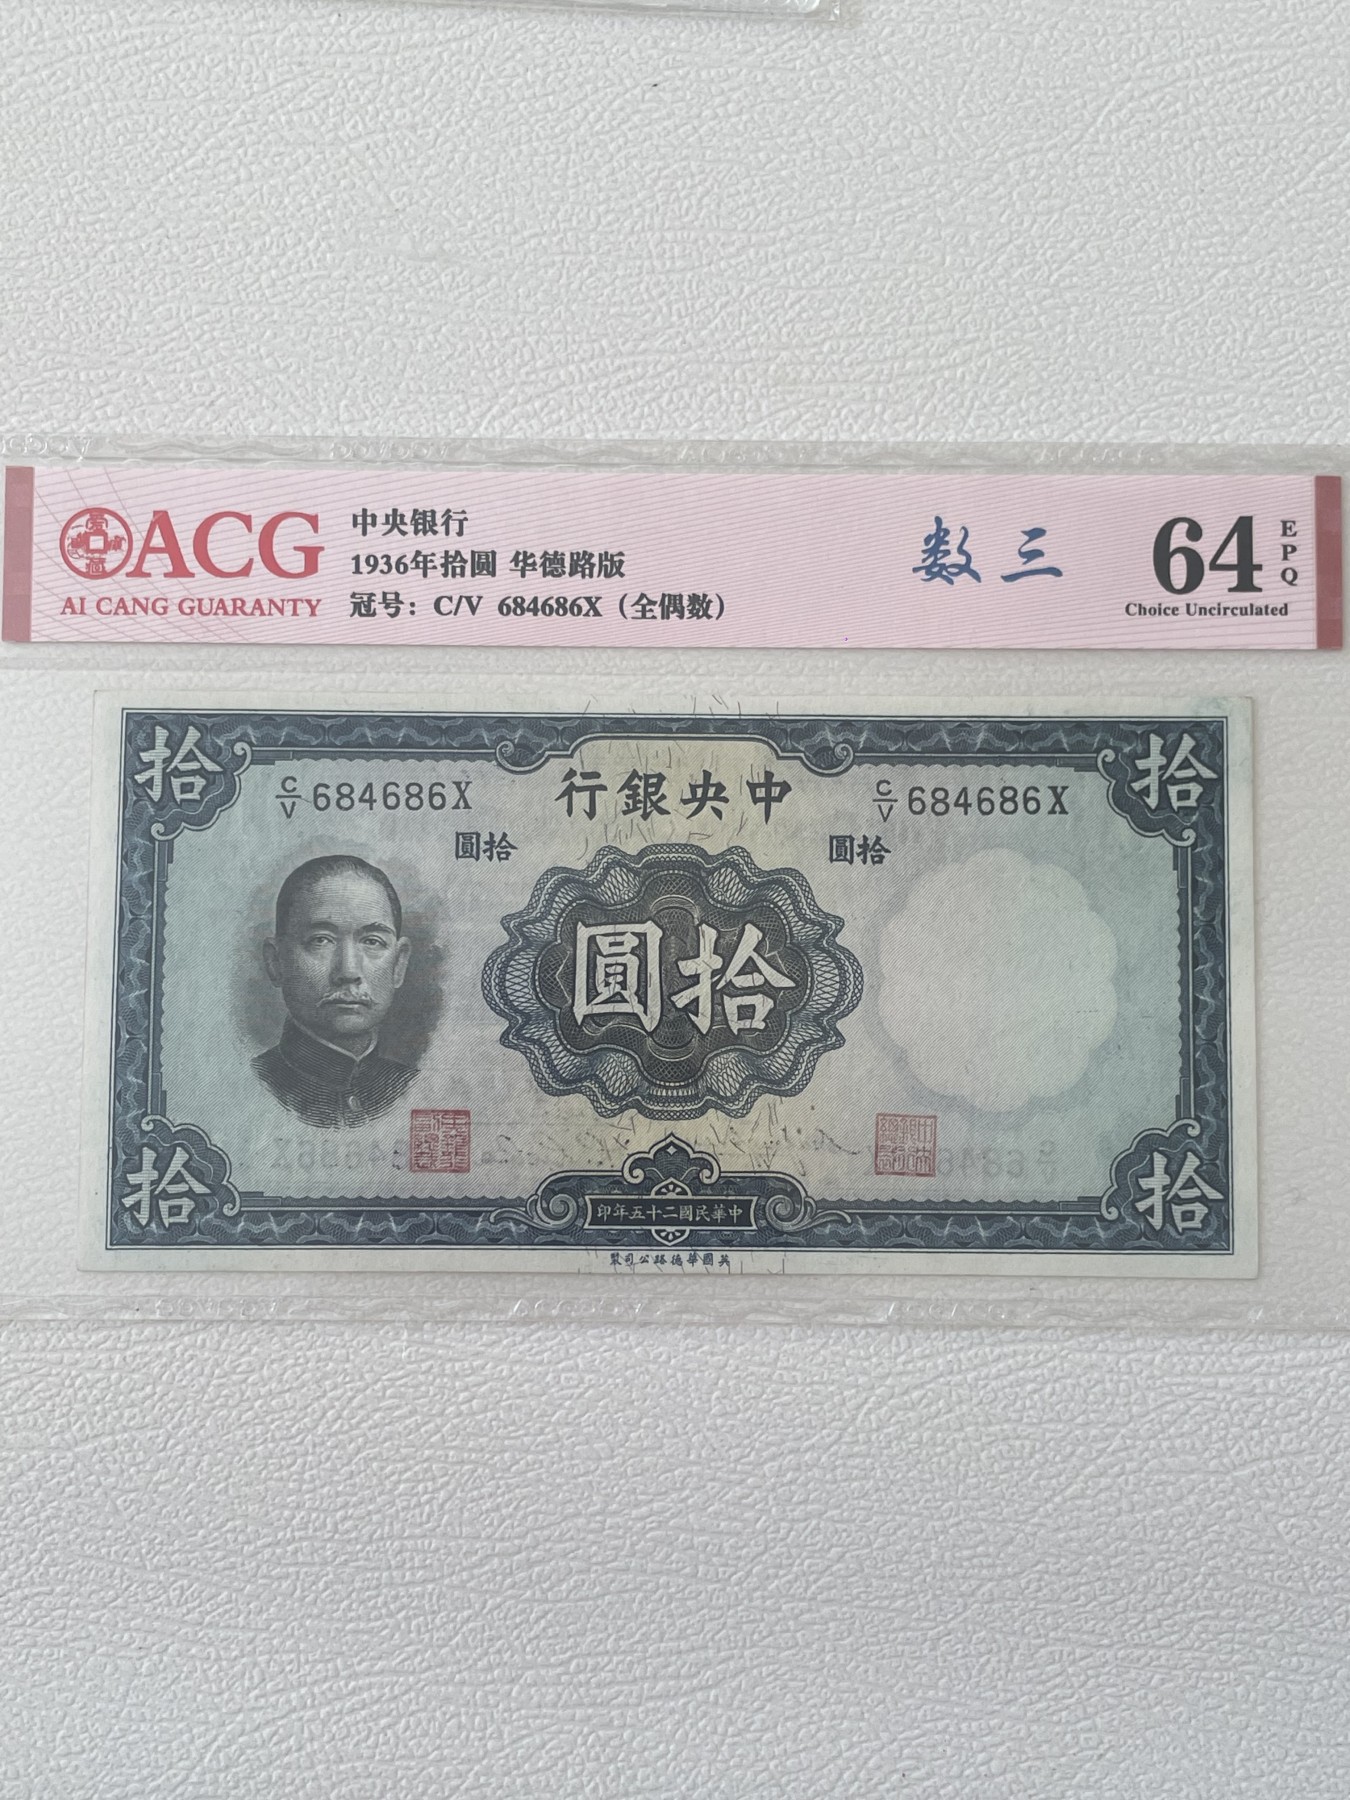 ACG
AI CANG GUARANTY
中央银行
1936年拾圆 华德路版
冠号：C/V 684686X（全偶数）
数三
64
EPQ
Choice Uncirculated
拾
拾
C/V 684686X
行銀央中
C/V 684686X
圓拾
圓拾
圓拾
拾
拾
印年五十二國民華中
製司公路德華國英